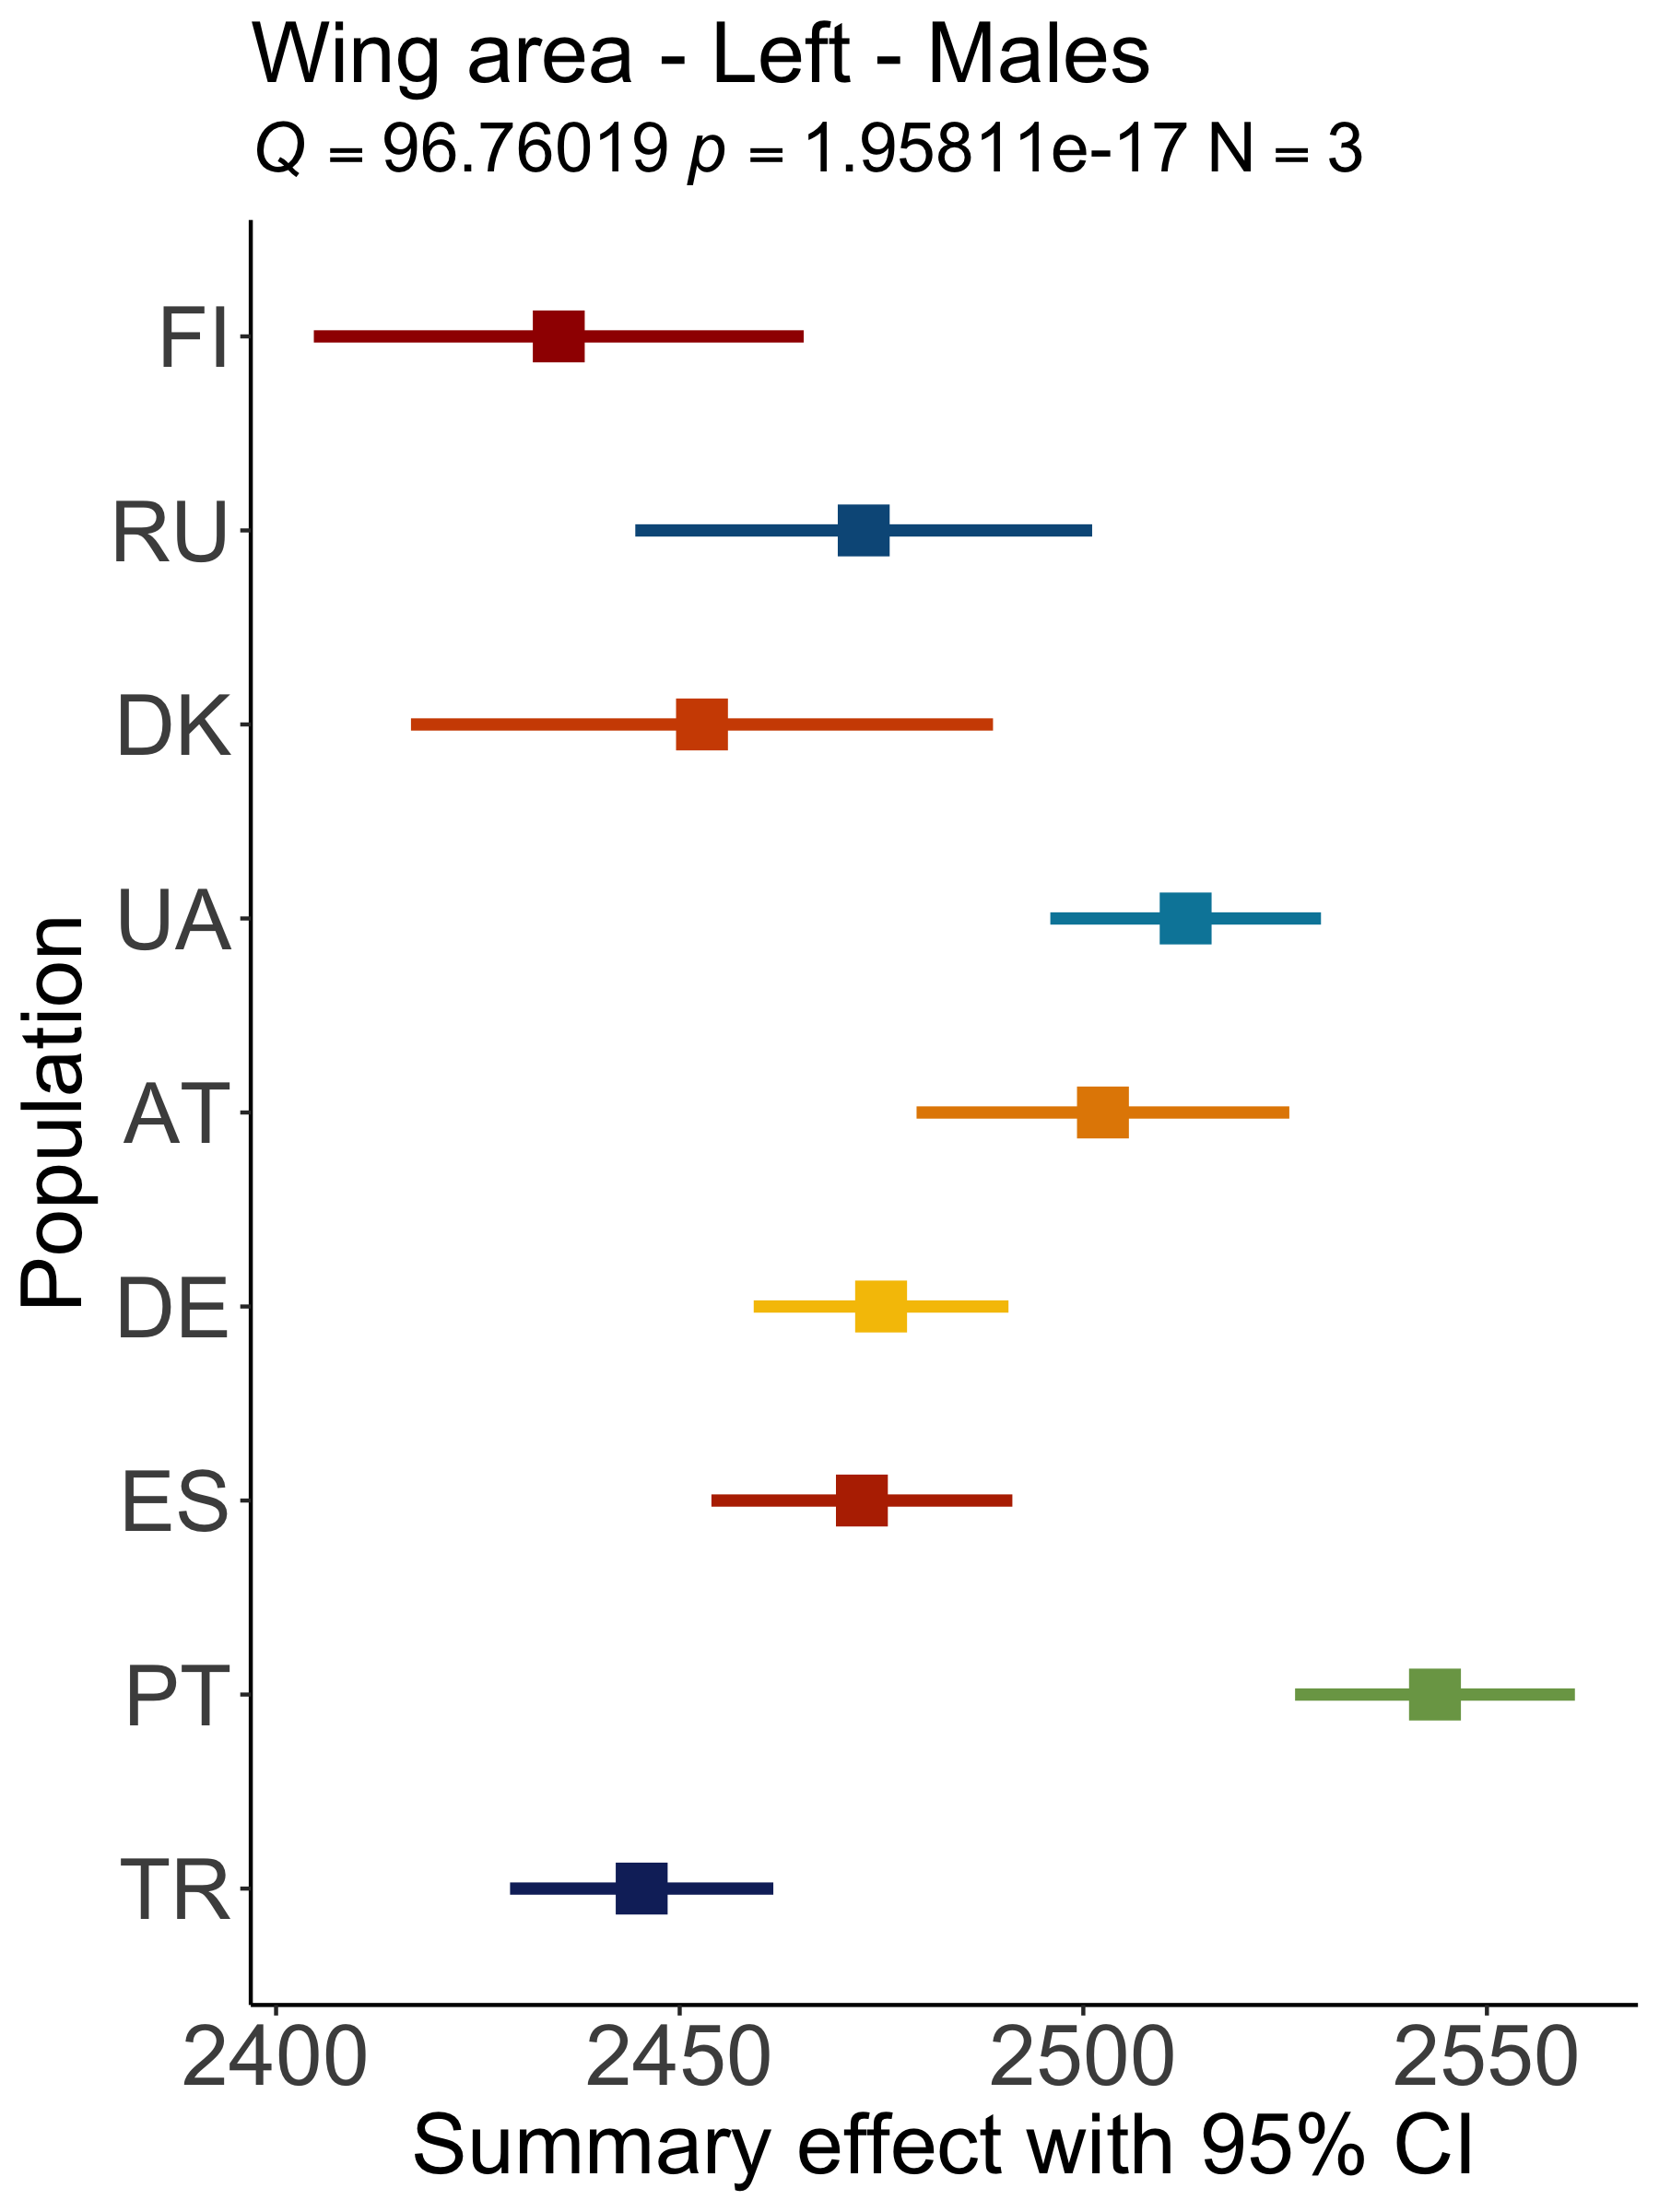 Wing area - Left - Males
Q = 96.76019 p = 1.95811e-17 N = 3
FI
RU
DK
UA
AT
DE
ES
PT
TR
Population
2400 2450 2500 2550
Summary effect with 95% CI